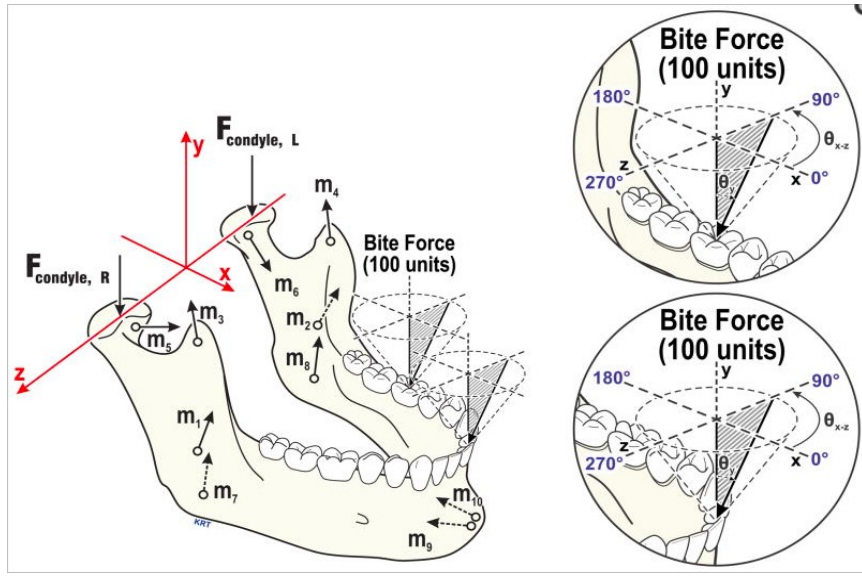 y
F condyle, L
m4
F condyle, R
x
m6
m3
m5
z
m2
m8
m1
m7
KRT
m10
m9
Bite Force
(100 units)
Bite Force
(100 units)
y
180°
90°
θx-z
z
270°
θy
x
0°
Bite Force
(100 units)
y
180°
90°
θx-z
z
270°
θy
x
0°